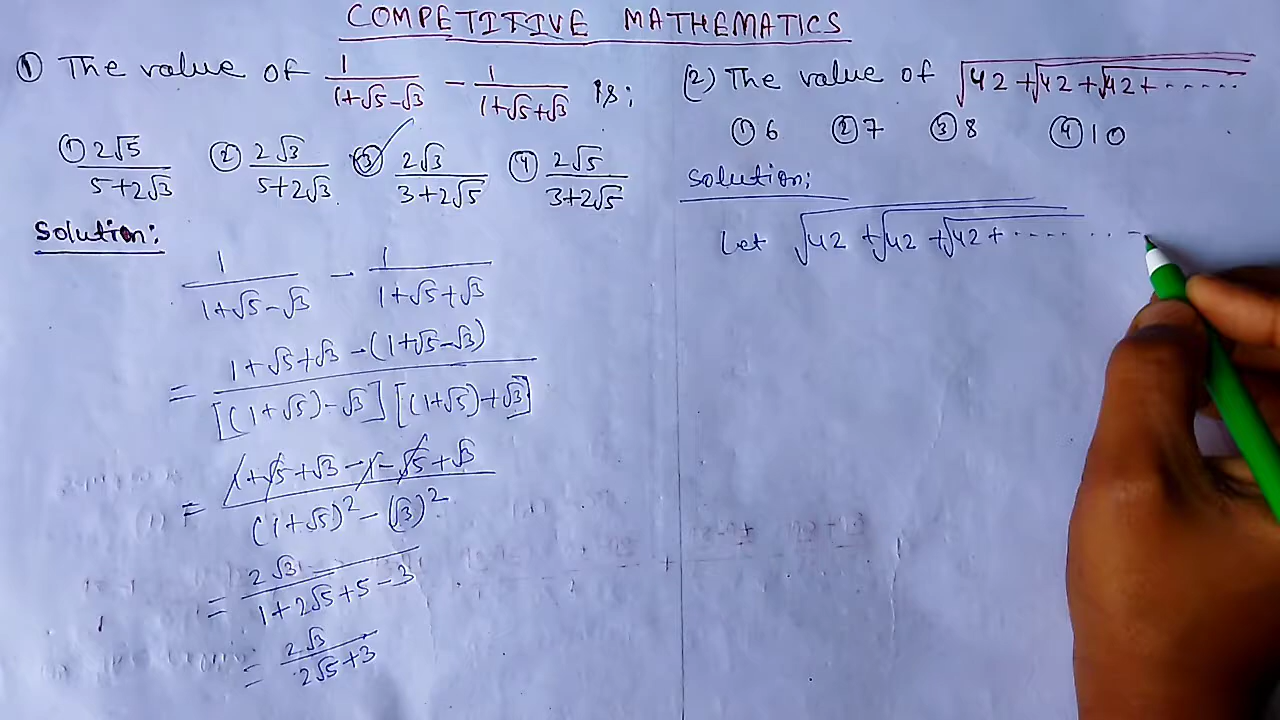 COMPETITIVE MATHEMATICS
① The value of 1/(1+√5-√3) - 1/(1+√5+√3) is;
① 2√5/(5+2√3) ② 2√3/(5+2√3) ③ 2√3/(3+2√5) ④ 2√5/(3+2√5)
Solution:
1/(1+√5-√3) - 1/(1+√5+√3)
= (1+√5+√3-(1+√5-√3))/([(1+√5)-√3][(1+√5)+√3])
= (1+√5+√3-1-√5+√3)/((1+√5)²-(√3)²)
= 2√3/(1+2√5+5-3)
= 2√3/(2√5+3)
(2) The value of √(42+√(42+√(42+......
① 6 ② 7 ③ 8 ④ 10
Solution;
Let √(42+√(42+√(42+.......